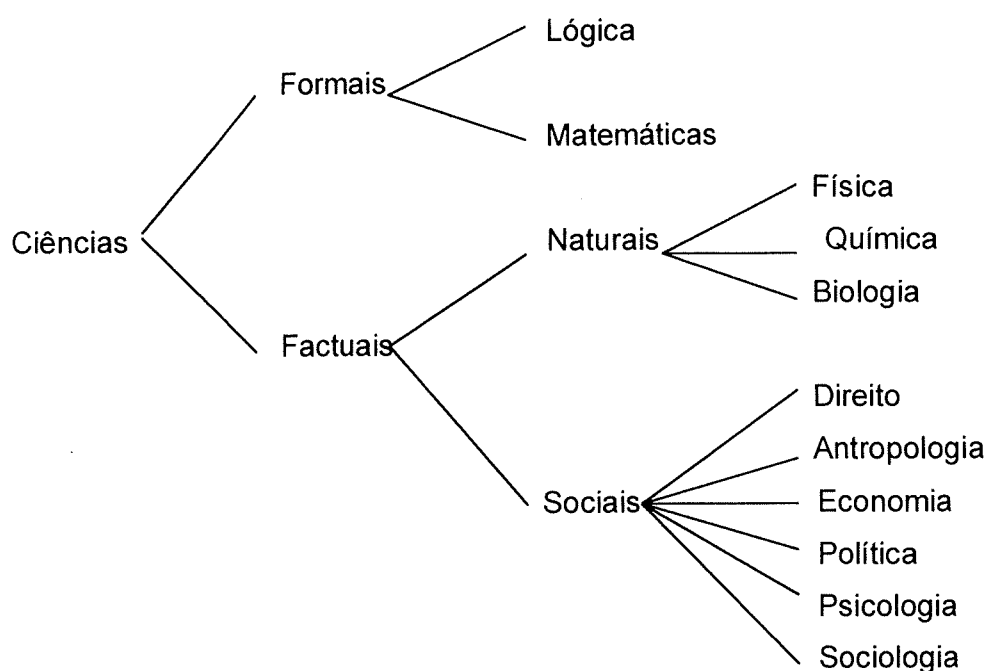 Lógica
Formais
Matemáticas
Física
Ciências
Naturais
Química
Biologia
Factuais
Direito
Antropologia
Sociais
Economia
Política
Psicologia
Sociologia